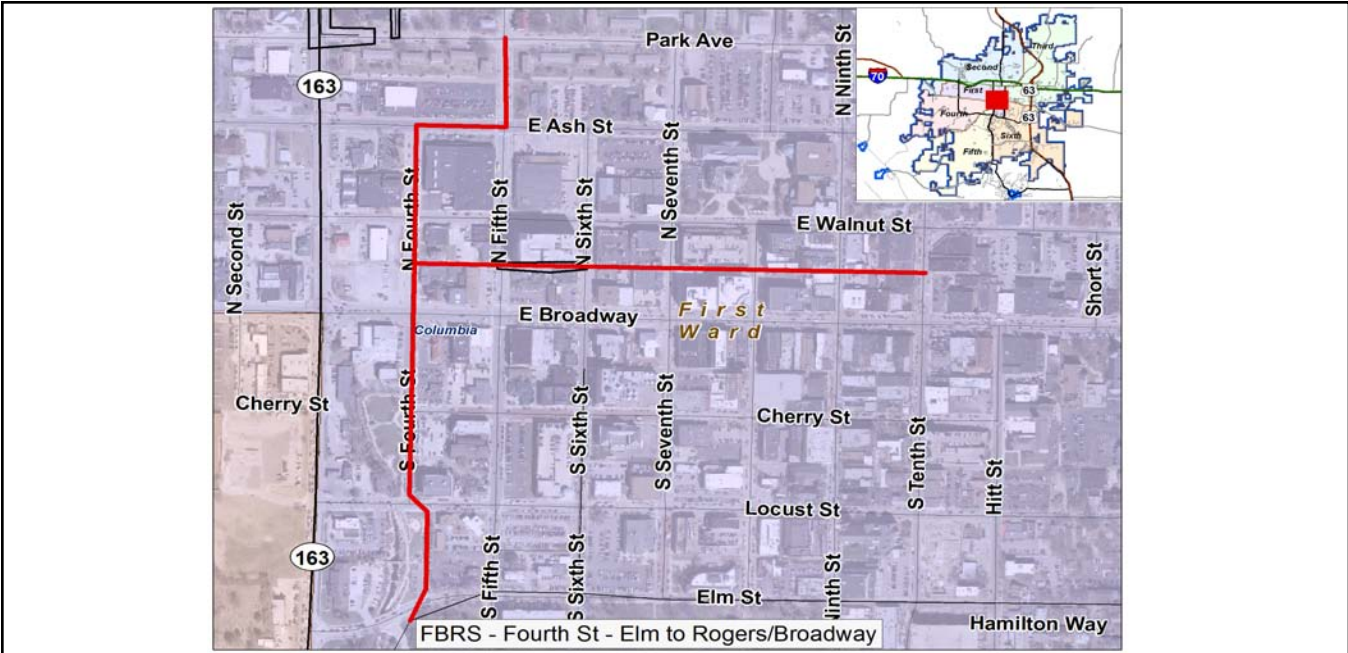 Park Ave
N Ninth St
163
Third
Second
70
First
63
Fourth
63
Sixth
Fifth
E Ash St
N Seventh St
N Fourth St
N Fifth St
N Sixth St
N Second St
E Walnut St
Short St
E Broadway
First
Ward
Columbia
Cherry St
S Fourth St
S Sixth St
S Seventh St
Cherry St
S Tenth St
Hitt St
Locust St
163
S Fifth St
S Sixth St
Ninth St
Elm St
Hamilton Way
FBRS - Fourth St - Elm to Rogers/Broadway